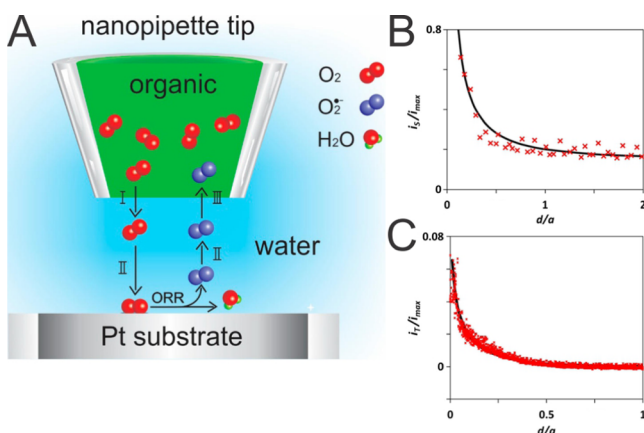 A
nanopipette tip
organic
O₂
O₂•−
H₂O
I
III
II
II
water
ORR
Pt substrate
B
0.8
iS/imax
0
0
1
2
d/a
C
0.08
iT/imax
0
0
0.5
1
d/a